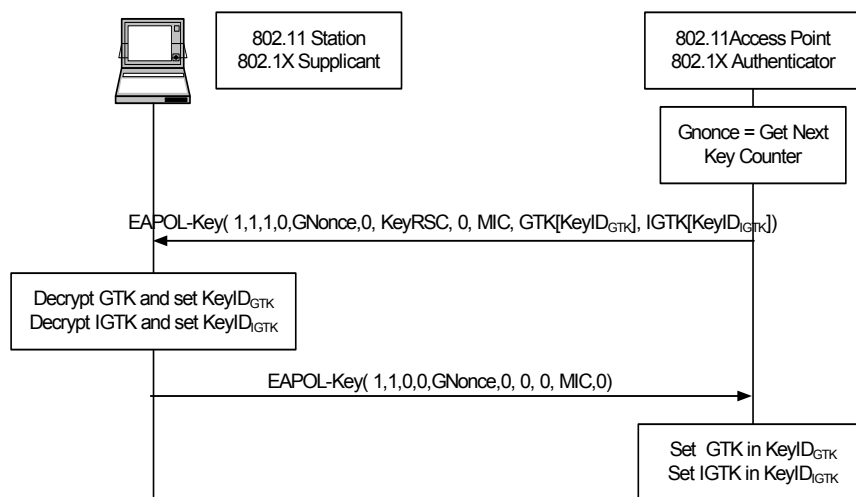 802.11 Station
802.1X Supplicant
802.11Access Point
802.1X Authenticator
Gnonce = Get Next
Key Counter
EAPOL-Key( 1,1,1,0,GNonce,0, KeyRSC, 0, MIC, GTK[KeyIDGTK], IGTK[KeyIDIGTK])
Decrypt GTK and set KeyIDGTK
Decrypt IGTK and set KeyIDIGTK
EAPOL-Key( 1,1,0,0,GNonce,0, 0, 0, MIC,0)
Set GTK in KeyIDGTK
Set IGTK in KeyIDIGTK